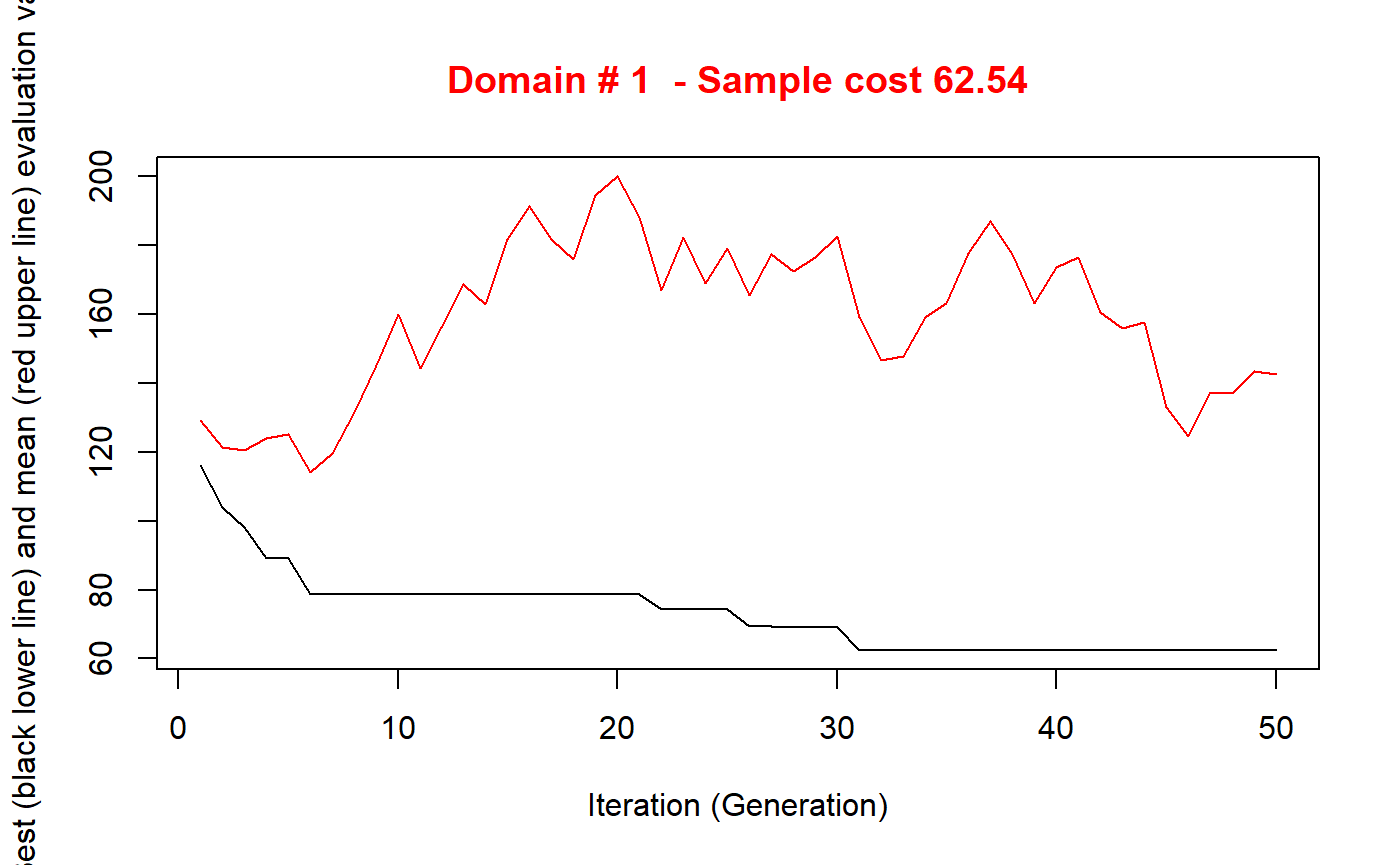 Domain # 1  - Sample cost 62.54
est (black lower line) and mean (red upper line) evaluation va
200
160
120
80
60
0 10 20 30 40 50
Iteration (Generation)